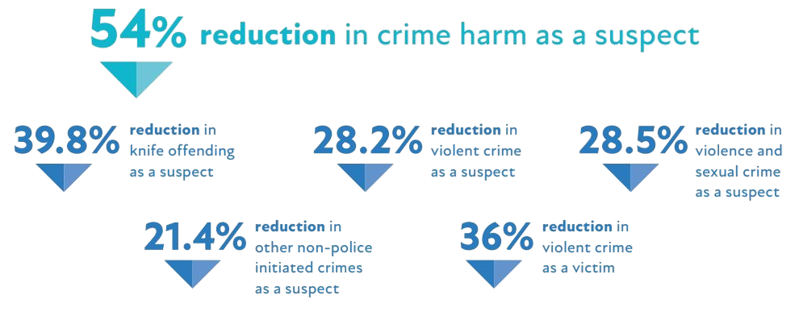 54% reduction in crime harm as a suspect
39.8% reduction in
knife offending
as a suspect
28.2% reduction in
violent crime
as a suspect
28.5% reduction in
violence and
sexual crime
as a suspect
21.4% reduction in
other non-police
initiated crimes
as a suspect
36% reduction in
violent crime
as a victim